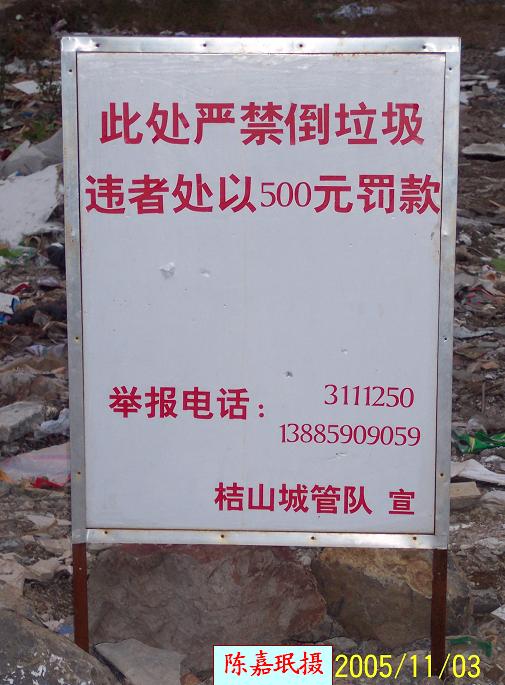 此处严禁倒垃圾
违者处以500元罚款
举报电话：3111250
13885909059
桔山城管队 宣
陈嘉珉摄 2005/11/03